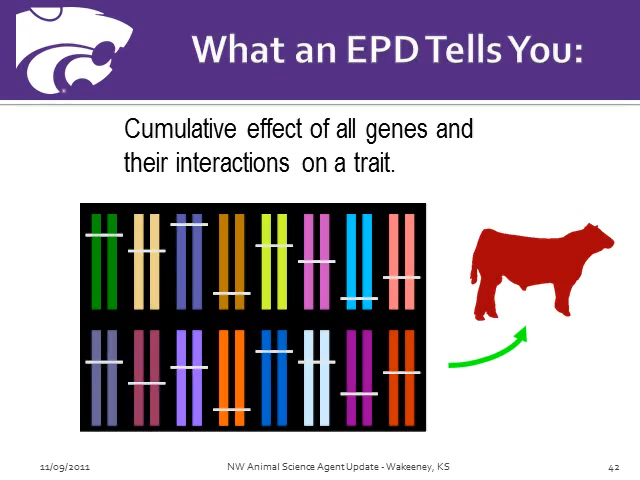 What an EPD Tells You:
Cumulative effect of all genes and
their interactions on a trait.
11/09/2011
NW Animal Science Agent Update - Wakeeney, KS
42